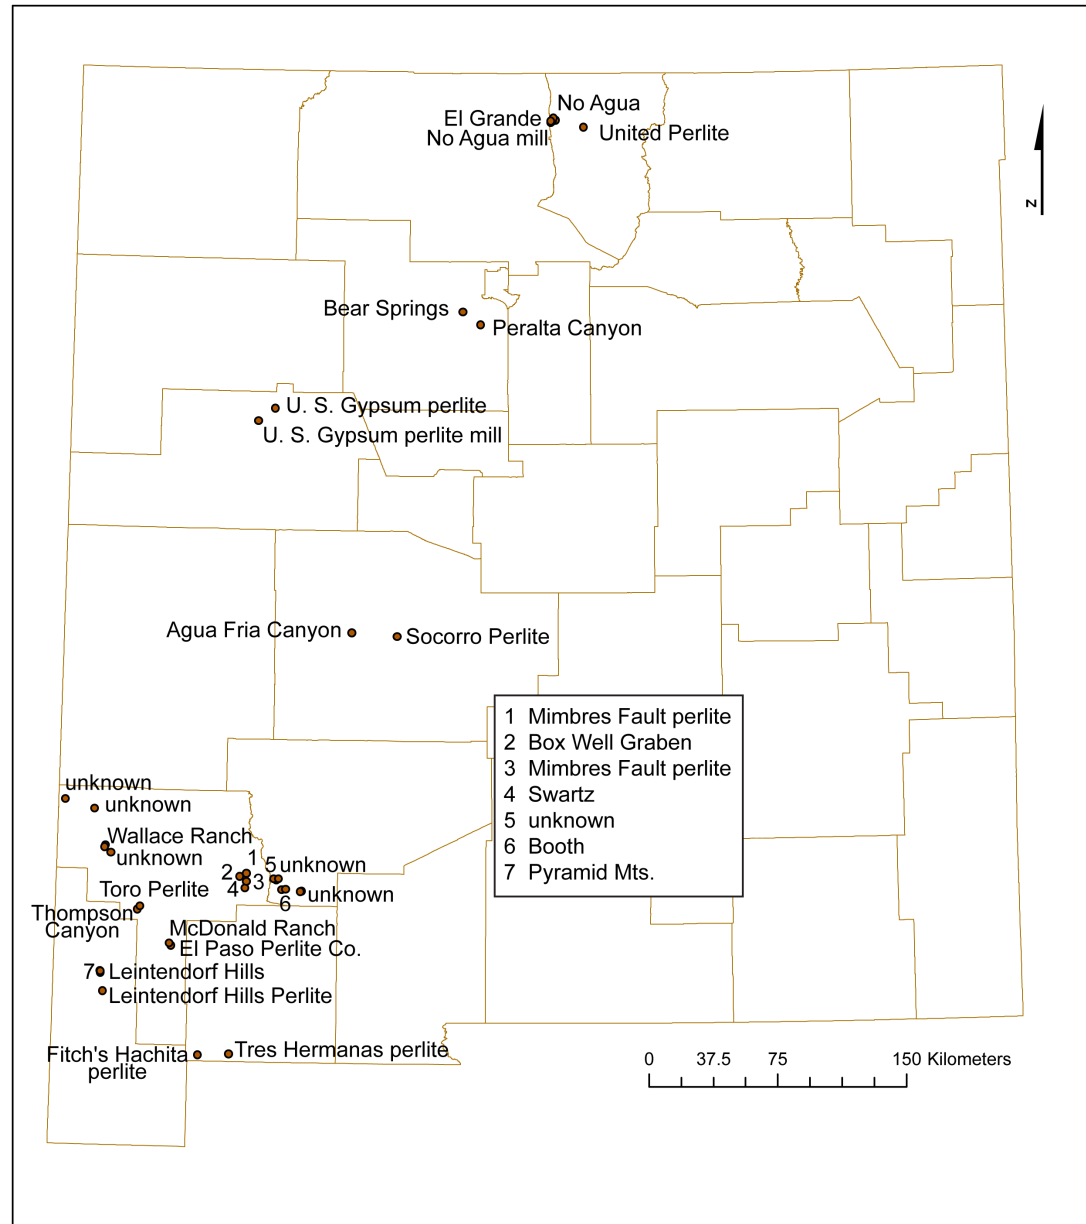 No Agua
El Grande
No Agua mill
United Perlite
z
Bear Springs
Peralta Canyon
U. S. Gypsum perlite
U. S. Gypsum perlite mill
Agua Fria Canyon
Socorro Perlite
1 Mimbres Fault perlite
2 Box Well Graben
3 Mimbres Fault perlite
4 Swartz
5 unknown
6 Booth
7 Pyramid Mts.
unknown
unknown
Wallace Ranch
unknown
1
2
3
4
5
unknown
6
unknown
Toro Perlite
Thompson
Canyon
McDonald Ranch
El Paso Perlite Co.
7
Leintendorf Hills
Leintendorf Hills Perlite
Fitch's Hachita
perlite
Tres Hermanas perlite
0 37.5 75 150 Kilometers